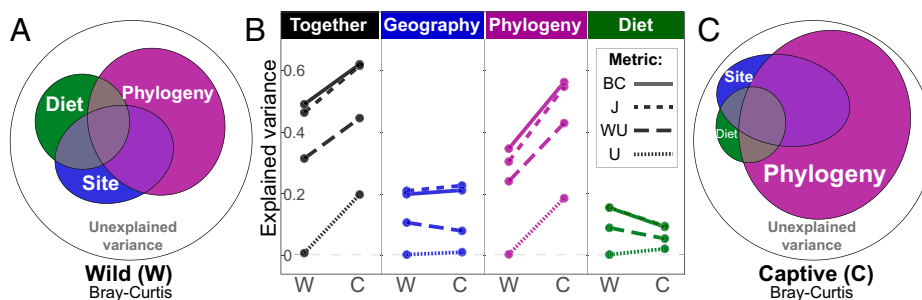 A
Diet
Phylogeny
Site
Unexplained
variance
Wild (W)
Bray-Curtis
B
Together Geography Phylogeny Diet
Explained variance
0.6
0.4
0.2
0
Metric:
BC
J
WU
U
W C W C W C W C
C
Site
Diet
Phylogeny
Unexplained
variance
Captive (C)
Bray-Curtis